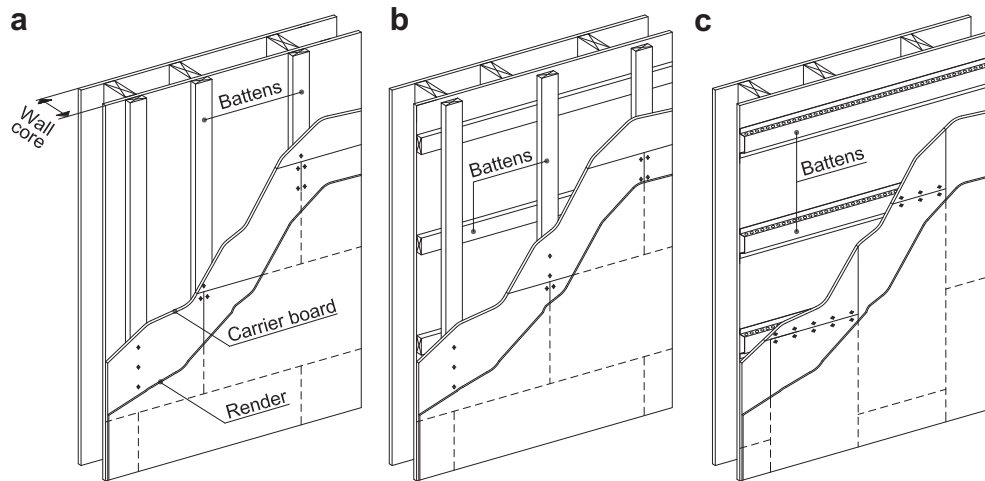 a
b
c
Wall
core
Battens
Carrier board
Render
Battens
Battens